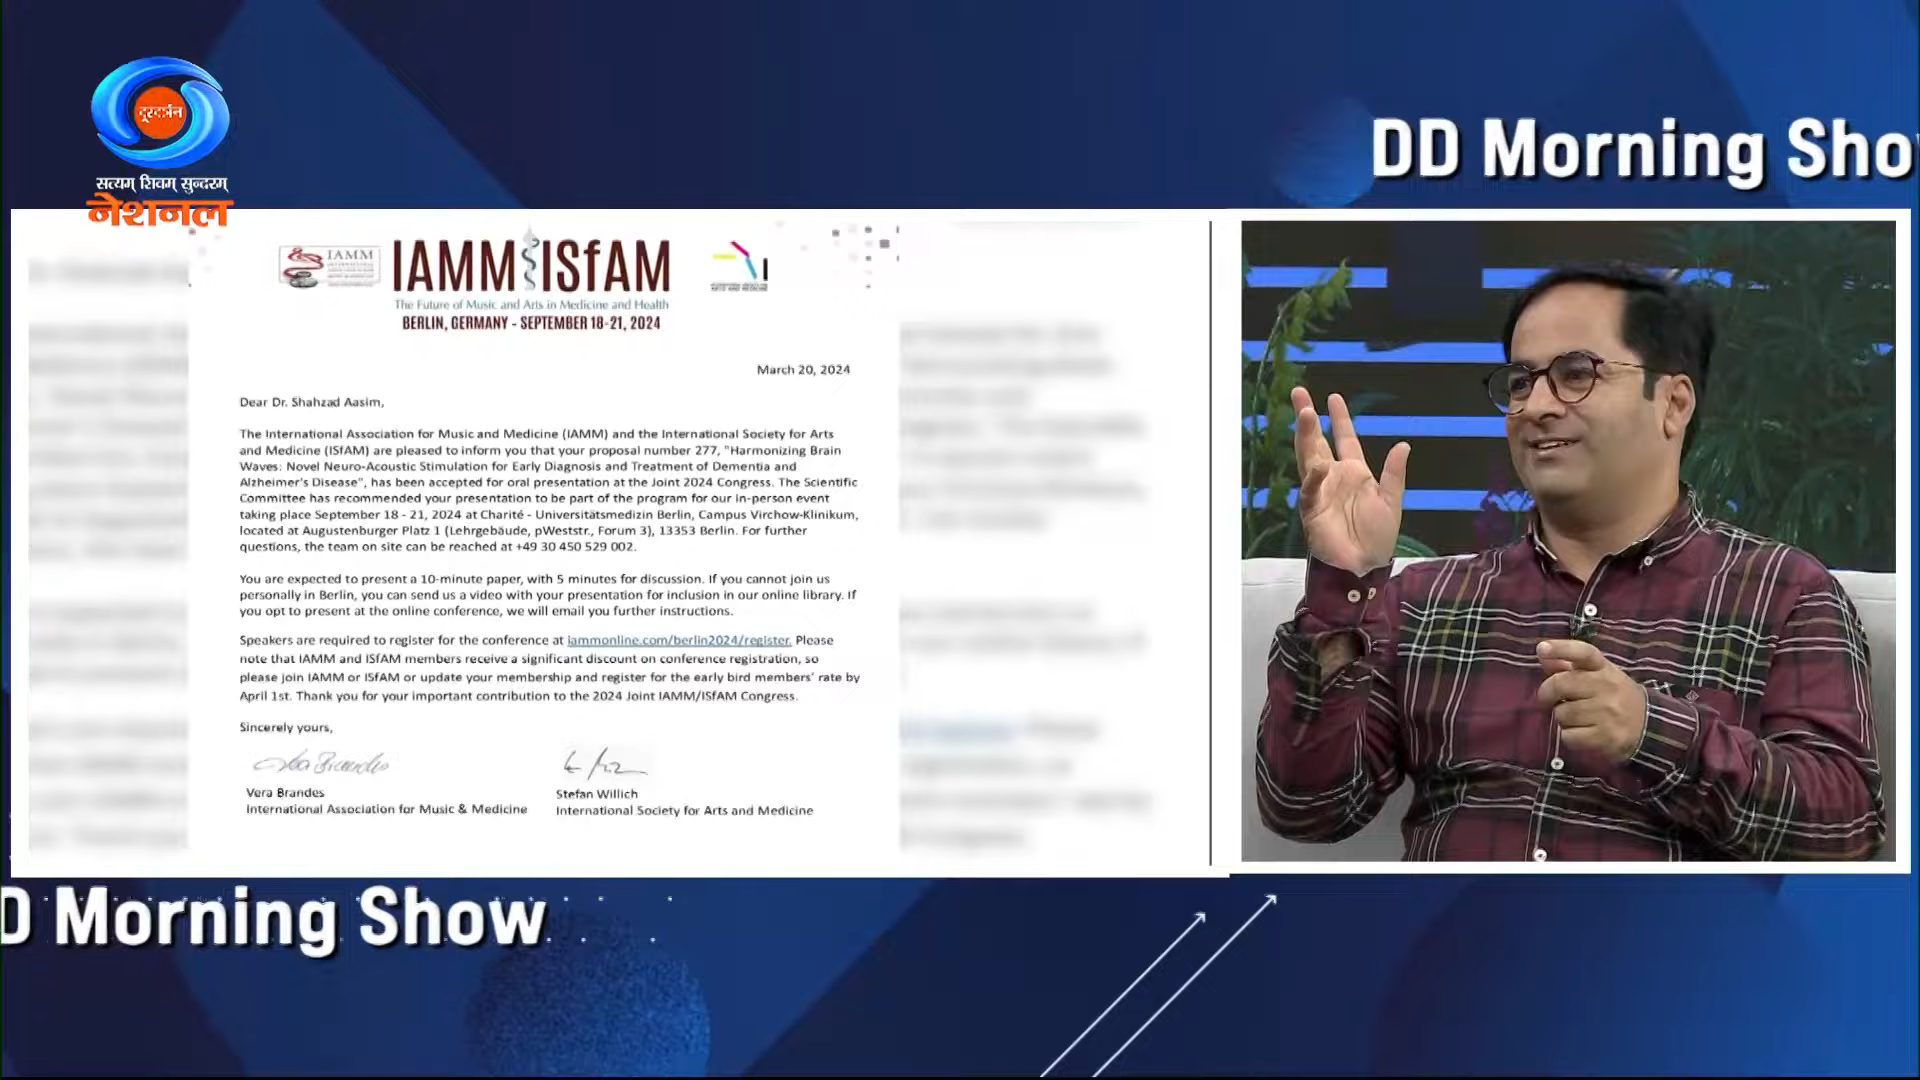 दूरदर्शन
सत्यम् शिवम् सुन्दरम्
नेशनल
DD Morning Sho
IAMM
IAMM ISfAM
The Future of Music and Arts in Medicine and Health
BERLIN, GERMANY - SEPTEMBER 18-21, 2024
March 20, 2024
Dear Dr. Shahzad Aasim,
The International Association for Music and Medicine (IAMM) and the International Society for Arts
and Medicine (ISfAM) are pleased to inform you that your proposal number 277, "Harmonizing Brain
Waves: Novel Neuro-Acoustic Stimulation for Early Diagnosis and Treatment of Dementia and
Alzheimer's Disease", has been accepted for oral presentation at the Joint 2024 Congress. The Scientific
Committee has recommended your presentation to be part of the program for our in-person event
taking place September 18 - 21, 2024 at Charité - Universitätsmedizin Berlin, Campus Virchow-Klinikum,
located at Augustenburger Platz 1 (Lehrgebäude, pWeststr., Forum 3), 13353 Berlin. For further
questions, the team on site can be reached at +49 30 450 529 002.
You are expected to present a 10-minute paper, with 5 minutes for discussion. If you cannot join us
personally in Berlin, you can send us a video with your presentation for inclusion in our online library. If
you opt to present at the online conference, we will email you further instructions.
Speakers are required to register for the conference at iammonline.com/berlin2024/register. Please
note that IAMM and ISfAM members receive a significant discount on conference registration, so
please join IAMM or ISfAM or update your membership and register for the early bird members' rate by
April 1st. Thank you for your important contribution to the 2024 Joint IAMM/ISfAM Congress.
Sincerely yours,
Vera Brandes
International Association for Music & Medicine
Stefan Willich
International Society for Arts and Medicine
D Morning Show